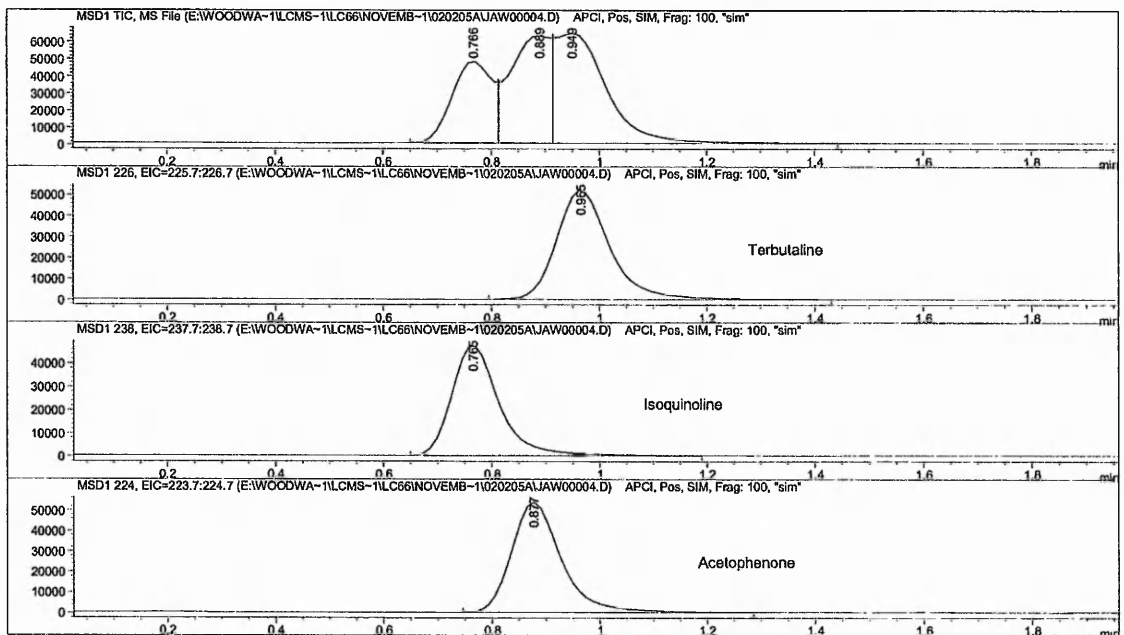 MSD1 TIC, MS File (E:\WOODWA~1\LCMS~1\LC66\NOVEMB~1\020205A\JAW00004.D) APCI, Pos, SIM, Frag: 100, "sim"
60000
50000
40000
30000
20000
10000
0
0.766
0.889
0.949
0.2 0.4 0.6 0.8 1 1.2 1.4 1.6 1.8 min
MSD1 226, EIC=225.7:226.7 (E:\WOODWA~1\LCMS~1\LC66\NOVEMB~1\020205A\JAW00004.D) APCI, Pos, SIM, Frag: 100, "sim"
50000
40000
30000
20000
10000
0
0.965
Terbutaline
0.2 0.4 0.6 0.8 1 1.2 1.4 1.6 1.8 min
MSD1 238, EIC=237.7:238.7 (E:\WOODWA~1\LCMS~1\LC66\NOVEMB~1\020205A\JAW00004.D) APCI, Pos, SIM, Frag: 100, "sim"
40000
30000
20000
10000
0
0.765
Isoquinoline
0.2 0.4 0.6 0.8 1 1.2 1.4 1.6 1.8 min
MSD1 224, EIC=223.7:224.7 (E:\WOODWA~1\LCMS~1\LC66\NOVEMB~1\020205A\JAW00004.D) APCI, Pos, SIM, Frag: 100, "sim"
50000
40000
30000
20000
10000
0
0.877
Acetophenone
0.2 0.4 0.6 0.8 1 1.2 1.4 1.6 1.8 min